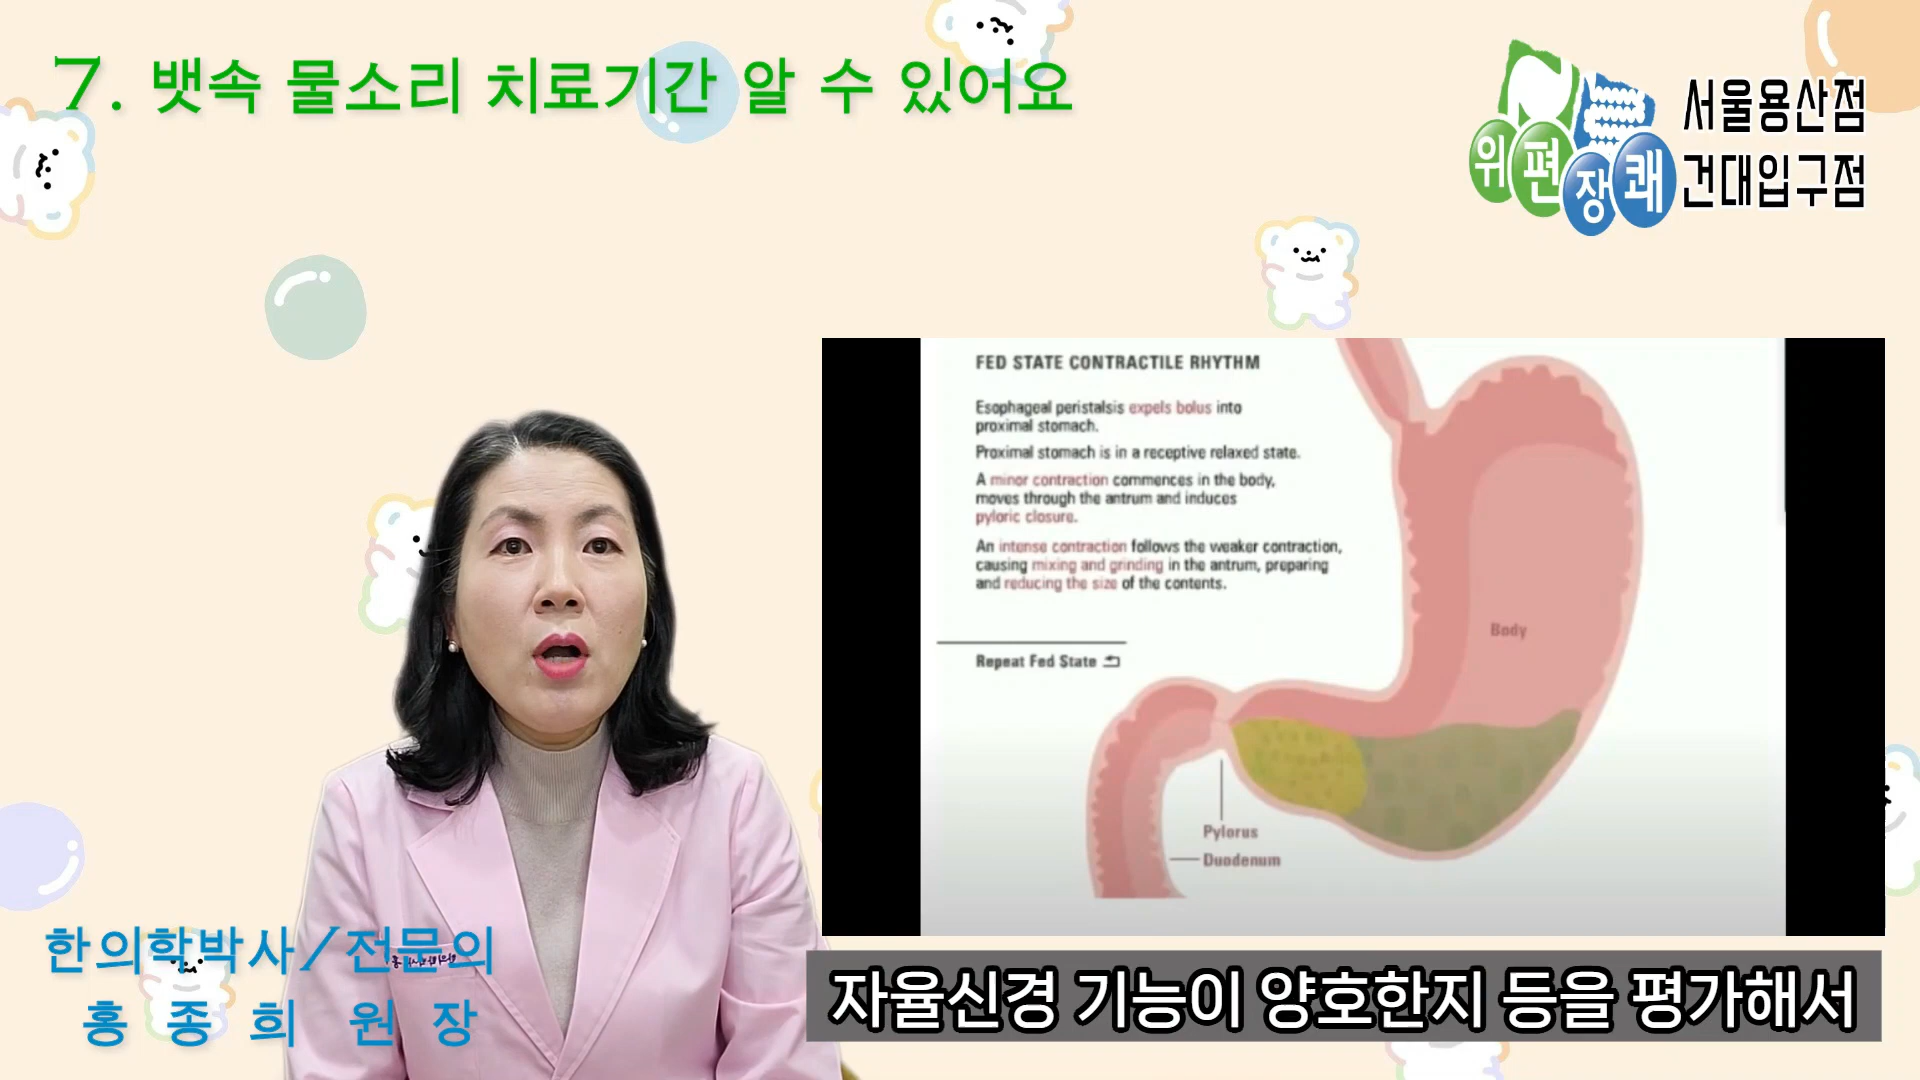 7. 뱃속 물소리 치료기간 알 수 있어요
위편장쾌
서울용산점
건대입구점
FED STATE CONTRACTILE RHYTHM
Esophageal peristalsis expels bolus into
proximal stomach.
Proximal stomach is in a receptive relaxed state.
A minor contraction commences in the body,
moves through the antrum and induces
pyloric closure.
An intense contraction follows the weaker contraction,
causing mixing and grinding in the antrum, preparing
and reducing the size of the contents.
Repeat Fed State
Body
Pylorus
Duodenum
한의학박사/전문의
홍 종 희 원 장
자율신경 기능이 양호한지 등을 평가해서